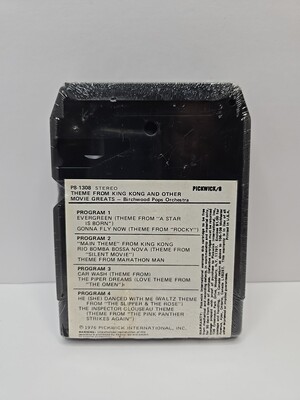 P8-1308 STEREO PICKWICK/8
THEME FROM KING KONG AND OTHER
MOVIE GREATS - Birchwood Pops Orchestra
PROGRAM 1
EVERGREEN (THEME FROM "A STAR
IS BORN")
GONNA FLY NOW (THEME FROM "ROCKY")
PROGRAM 2
"MAIN THEME" FROM KING KONG
RIO BOMBA BOSSA NOVA (THEME FROM
"SILENT MOVIE")
THEME FROM MARATHON MAN
PROGRAM 3
CAR WASH (THEME FROM)
THE PIPER DREAMS (LOVE THEME FROM
"THE OMEN")
PROGRAM 4
HE (SHE) DANCED WITH ME (WALTZ THEME
FROM "THE SLIPPER & THE ROSE")
THE INSPECTOR CLOUSEAU THEME
(THEME FROM "THE PINK PANTHER
STRIKES AGAIN")
PICKWICK INTERNATIONAL, INC.
WARNING: